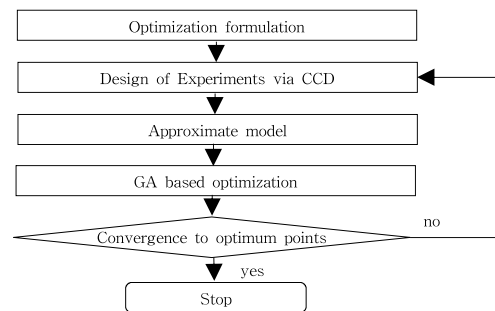 Optimization formulation
Design of Experiments via CCD
Approximate model
GA based optimization
Convergence to optimum points
no
yes
Stop